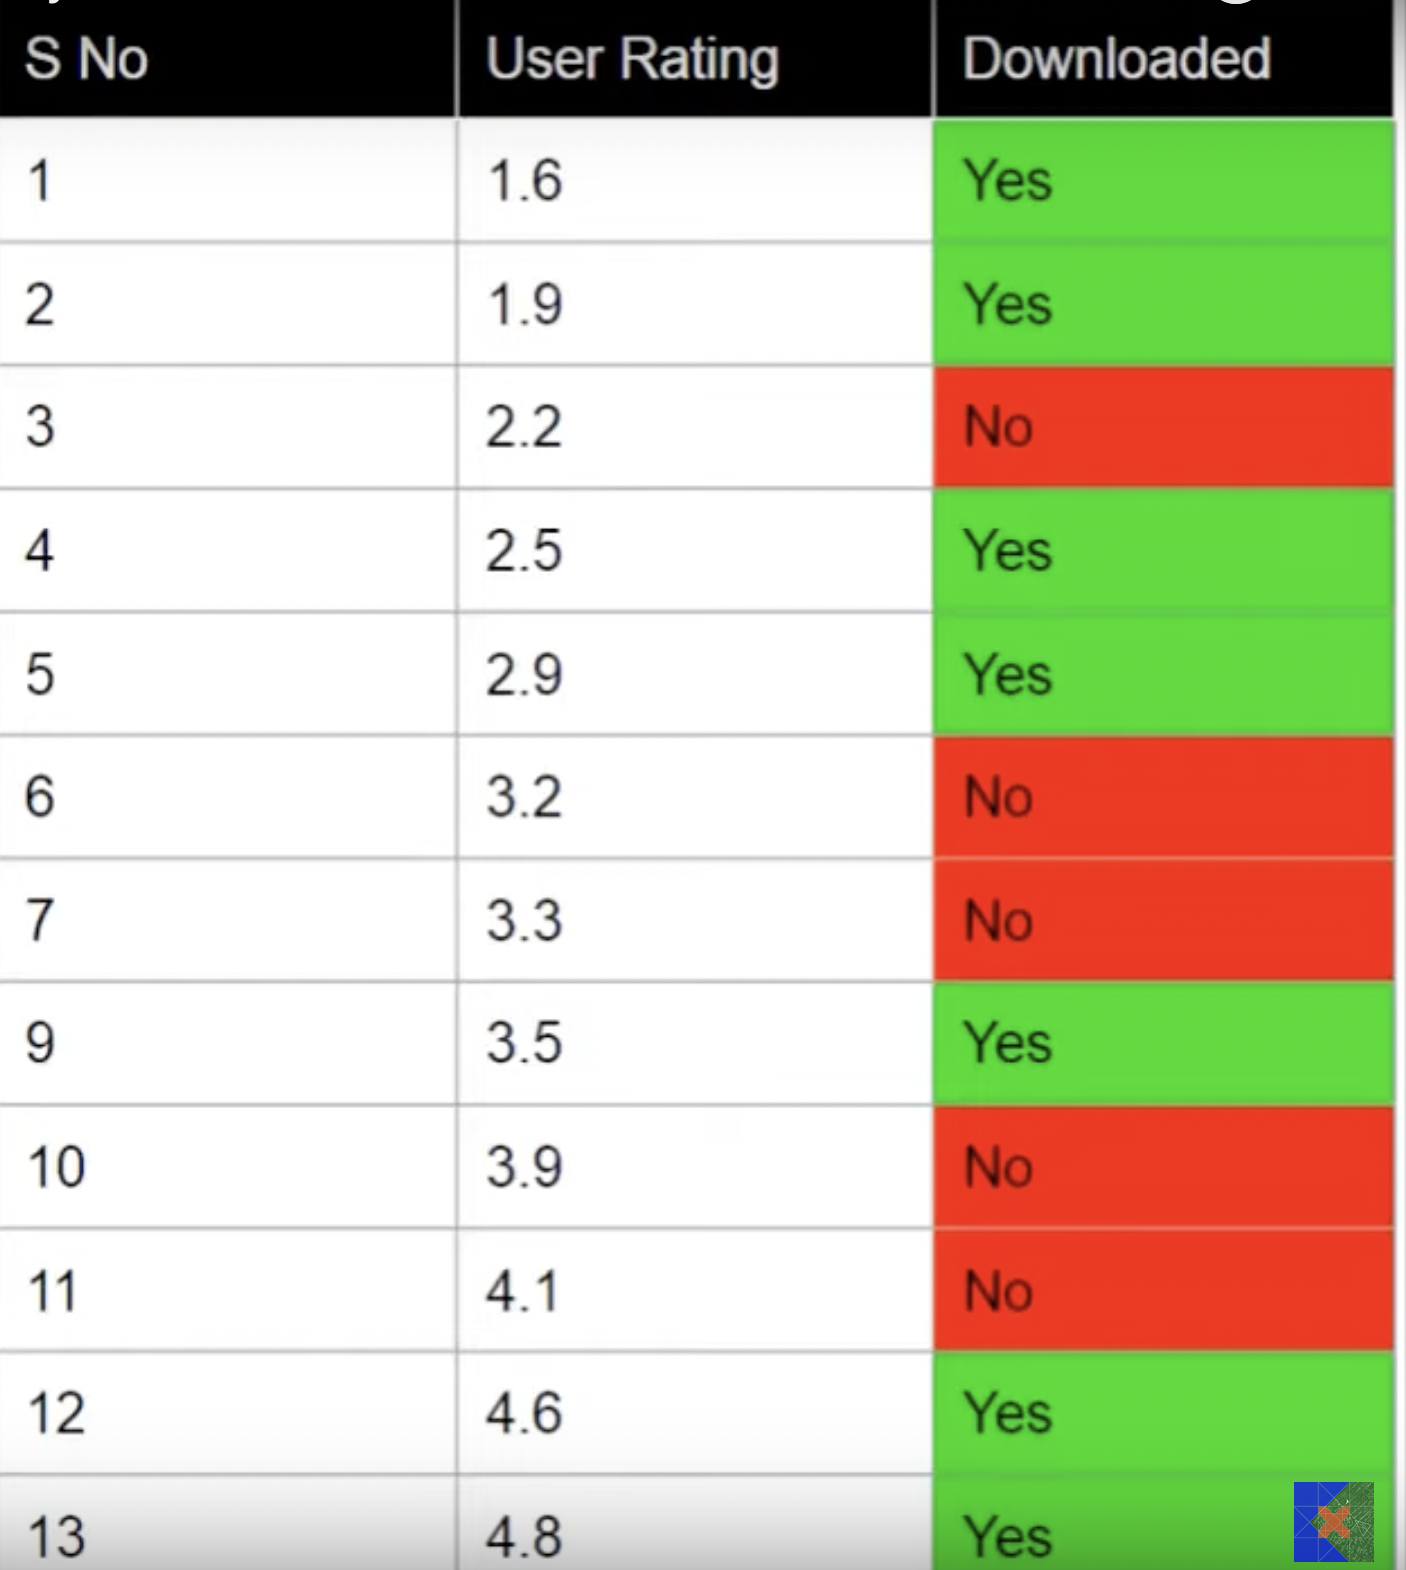 S No User Rating Downloaded
1 1.6 Yes
2 1.9 Yes
3 2.2 No
4 2.5 Yes
5 2.9 Yes
6 3.2 No
7 3.3 No
9 3.5 Yes
10 3.9 No
11 4.1 No
12 4.6 Yes
13 4.8 Yes